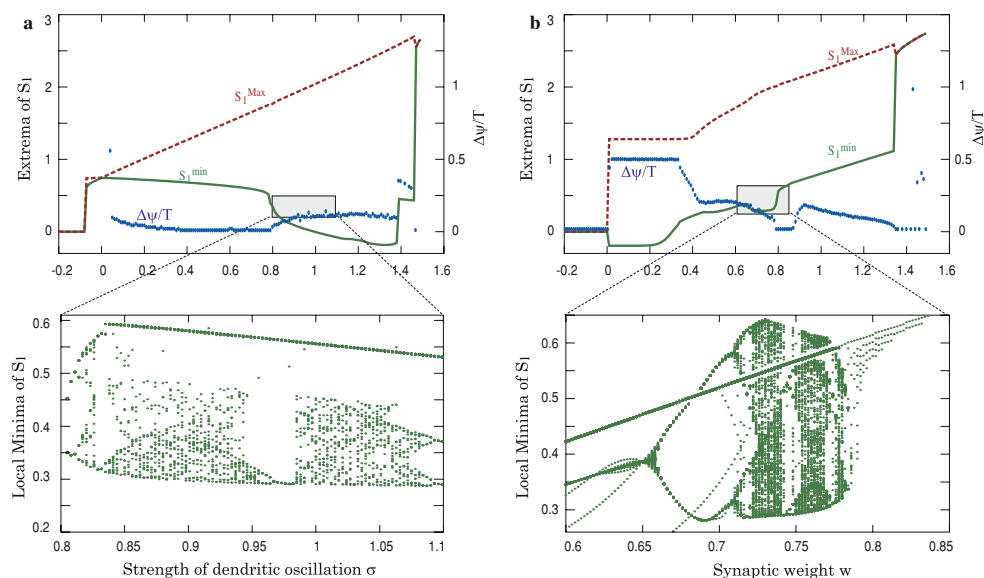 a
b
3
3
Extrema of S1
2
1
0
S1Max
S1min
Δψ/T
1
0.5
0
Δψ/T
-0.2 0 0.2 0.4 0.6 0.8 1 1.2 1.4 1.6
Extrema of S1
2
1
0
S1Max
S1min
Δψ/T
1
0.5
0
Δψ/T
-0.2 0 0.2 0.4 0.6 0.8 1 1.2 1.4 1.6
Local Minima of S1
0.6
0.5
0.4
0.3
0.2
0.8 0.85 0.9 0.95 1 1.05 1.1
Strength of dendritic oscillation σ
Local Minima of S1
0.6
0.5
0.4
0.3
0.6 0.65 0.7 0.75 0.8 0.85
Synaptic weight w